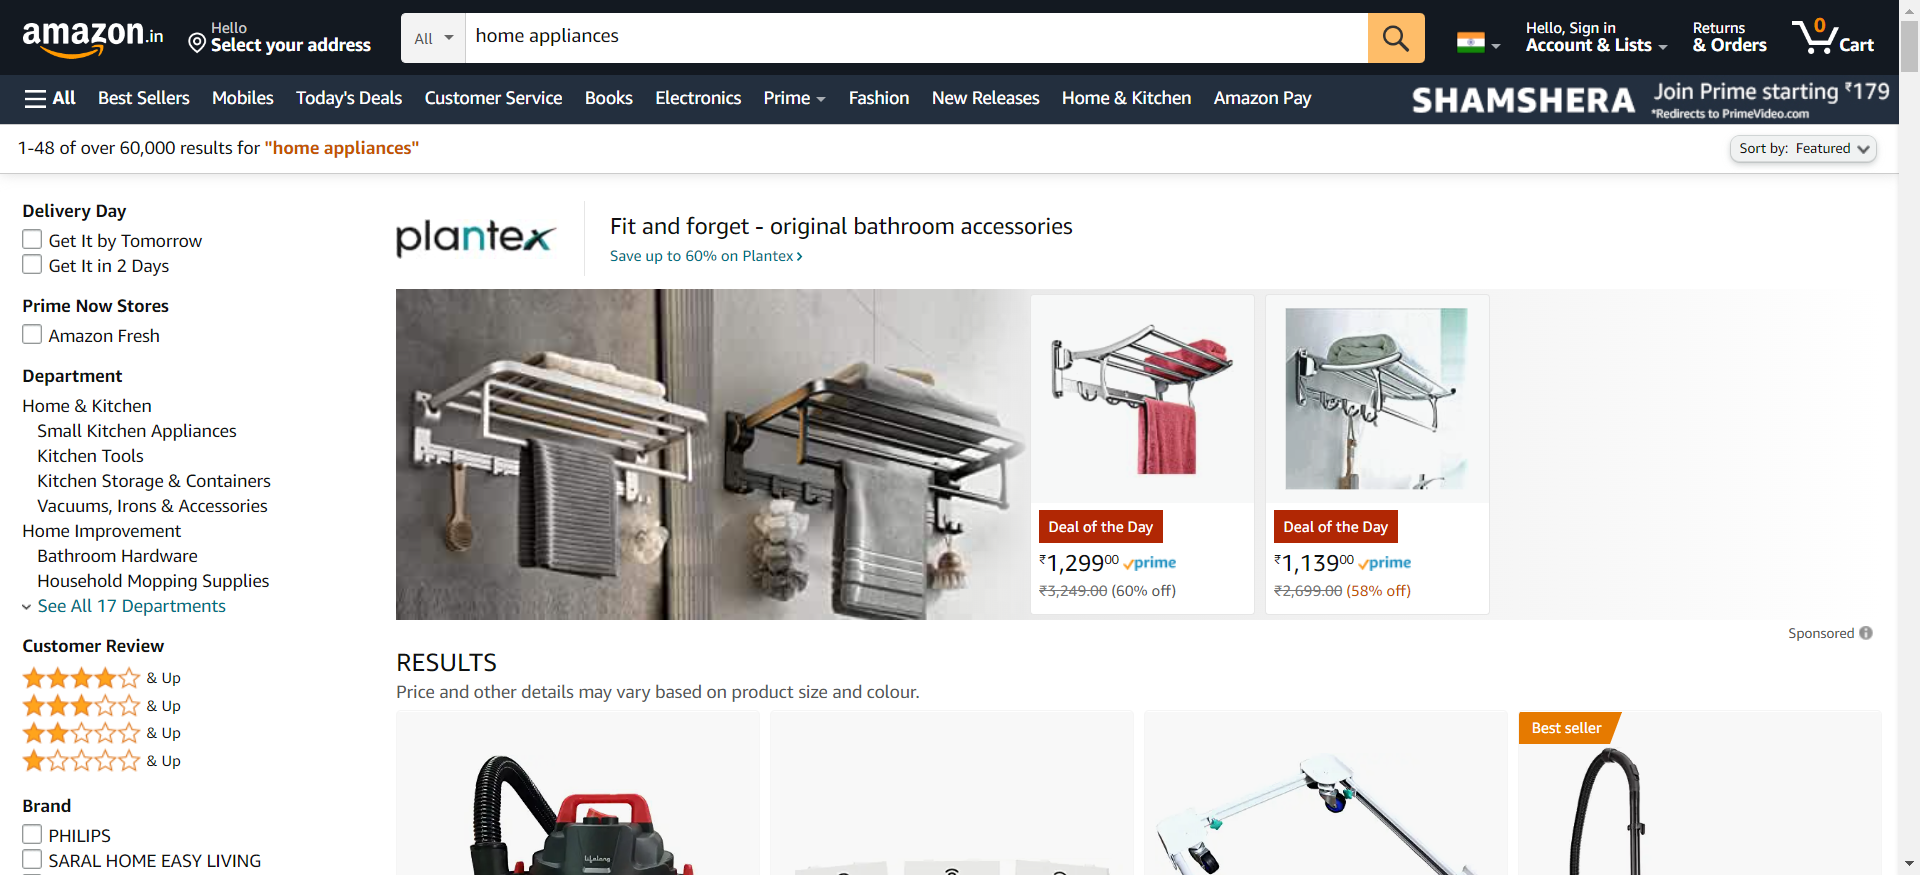 amazon.in
Hello
Select your address
All
home appliances
Hello, Sign in
Account & Lists
Returns
& Orders
0
Cart
All
Best Sellers
Mobiles
Today's Deals
Customer Service
Books
Electronics
Prime
Fashion
New Releases
Home & Kitchen
Amazon Pay
SHAMSHERA
Join Prime starting ₹179
*Redirects to PrimeVideo.com
1-48 of over 60,000 results for "home appliances"
Sort by: Featured
Delivery Day
Get It by Tomorrow
Get It in 2 Days
Prime Now Stores
Amazon Fresh
Department
Home & Kitchen
Small Kitchen Appliances
Kitchen Tools
Kitchen Storage & Containers
Vacuums, Irons & Accessories
Home Improvement
Bathroom Hardware
Household Mopping Supplies
See All 17 Departments
Customer Review
& Up
& Up
& Up
& Up
Brand
PHILIPS
SARAL HOME EASY LIVING
plantex
Fit and forget - original bathroom accessories
Save up to 60% on Plantex
Deal of the Day
₹1,29900 prime
₹3,249.00 (60% off)
Deal of the Day
₹1,13900 prime
₹2,699.00 (58% off)
Sponsored
RESULTS
Price and other details may vary based on product size and colour.
lifelong
Best seller